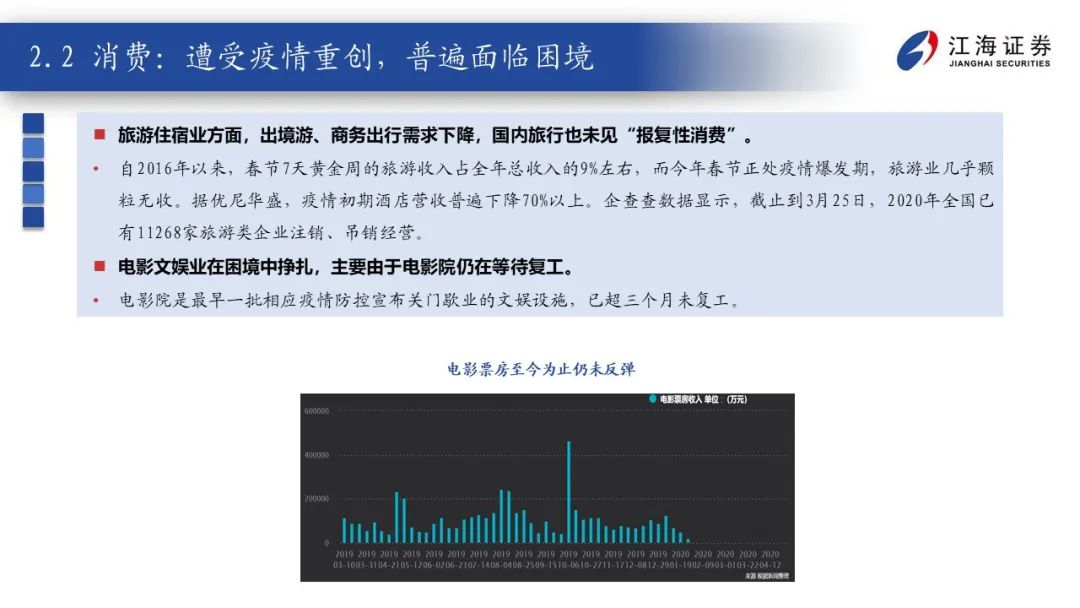 2.2 消费：遭受疫情重创，普遍面临困境
江海证券
JIANGHAI SECURITIES
旅游住宿业方面，出境游、商务出行需求下降，国内旅行也未见“报复性消费”。
自2016年以来，春节7天黄金周的旅游收入占全年总收入的9%左右，而今年春节正处疫情爆发期，旅游业几乎颗
粒无收。据优尼华盛，疫情初期酒店营收普遍下降70%以上。企查查数据显示，截止到3月25日，2020年全国已
有11268家旅游类企业注销、吊销经营。
电影文娱业在困境中挣扎，主要由于电影院仍在等待复工。
电影院是最早一批相应疫情防控宣布关门歇业的文娱设施，已超三个月未复工。
电影票房至今为止仍未反弹
电影票房收入 单位：(万元)
600000
400000
200000
0
2019 2019 2019 2019 2019 2019 2019 2019 2019 2019 2019 2019 2019 2019 2019 2020 2020 2020 2020 2020
03-10 03-31 04-21 05-12 06-02 06-23 07-14 08-04 08-25 09-15 10-06 10-27 11-17 12-08 12-29 01-19 02-09 03-01 03-22 04-12